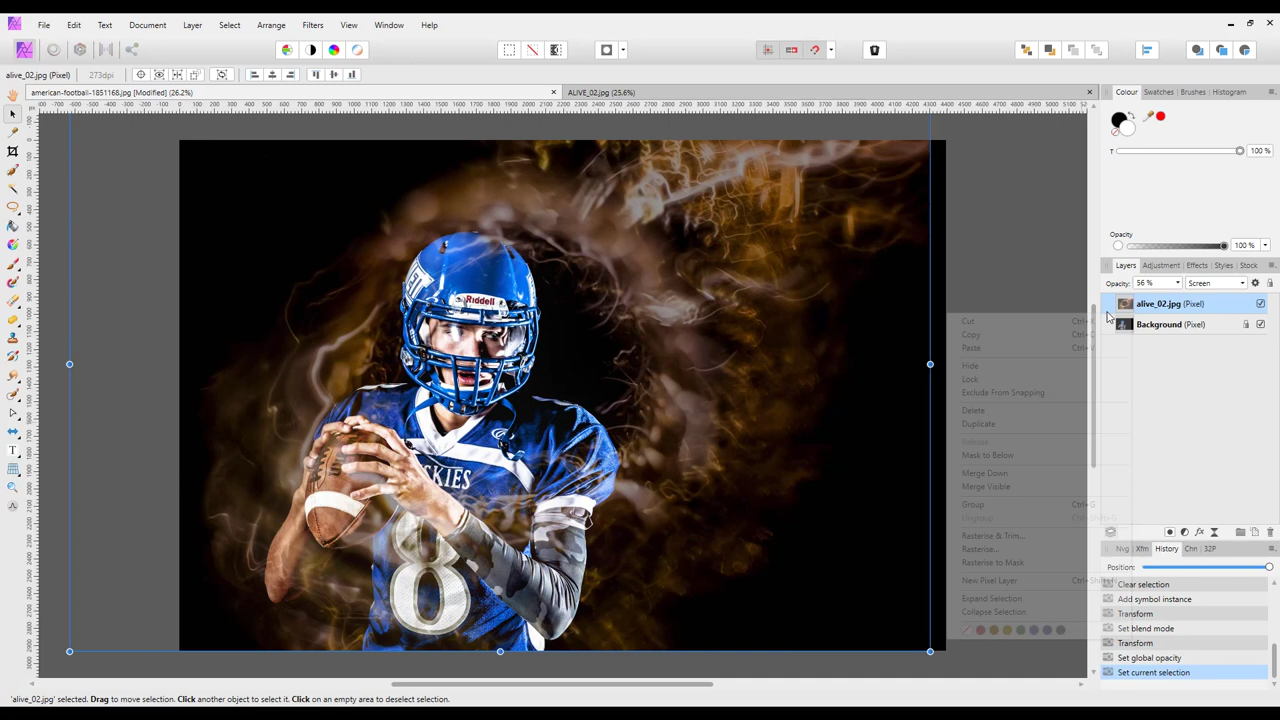 File Edit Text Document Layer Select Arrange Filters View Window Help
alive_02.jpg (Pixel) 273dpi
american-football-1851168.jpg [Modified] (26.2%) ALIVE_02.jpg (25.6%)
Colour Swatches Brushes Histogram
T 100 %
Opacity
100 %
Layers Adjustment Effects Styles Stock
Opacity: 56 % Screen
alive_02.jpg (Pixel)
Background (Pixel)
Riddell
HUSKIES
8
Cut
Copy
Paste
Hide
Lock
Exclude From Snapping
Delete
Duplicate
Release
Mask to Below
Merge Down
Merge Visible
Group Ctrl+G
Ungroup
Rasterise & Trim...
Rasterise...
Rasterise to Mask
New Pixel Layer
Expand Selection
Collapse Selection
Nvg Xfm History Chn 32P
Position:
Clear selection
Add symbol instance
Transform
Set blend mode
Transform
Set global opacity
Set current selection
'alive_02.jpg' selected. Drag to move selection. Click another object to select it. Click on an empty area to deselect selection.